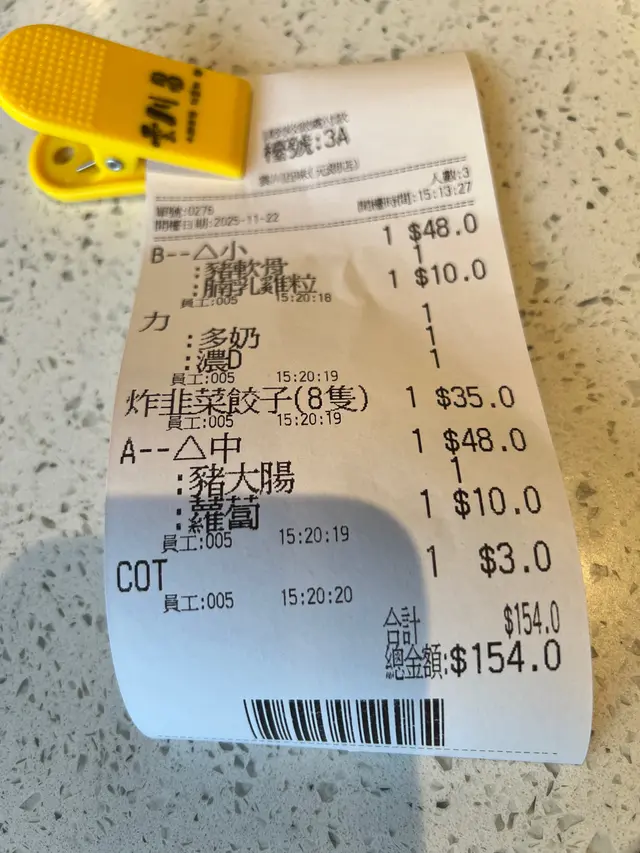 檯號:3A
人數:3
單號:0276
開檯日期:2025-11-22 開檯時間:15:13:27
B--△小 1 $48.0
:豬軟骨 1
:腩乳雞粒 1 $10.0
員工:005 15:20:18
力 1
:多奶 1
:濃D 1
員工:005 15:20:19
炸韭菜餃子(8隻) 1 $35.0
員工:005 15:20:19
A--△中 1 $48.0
:豬大腸 1
:蘿蔔 1 $10.0
員工:005 15:20:19
COT 1 $3.0
員工:005 15:20:20
合計 $154.0
總金額:$154.0